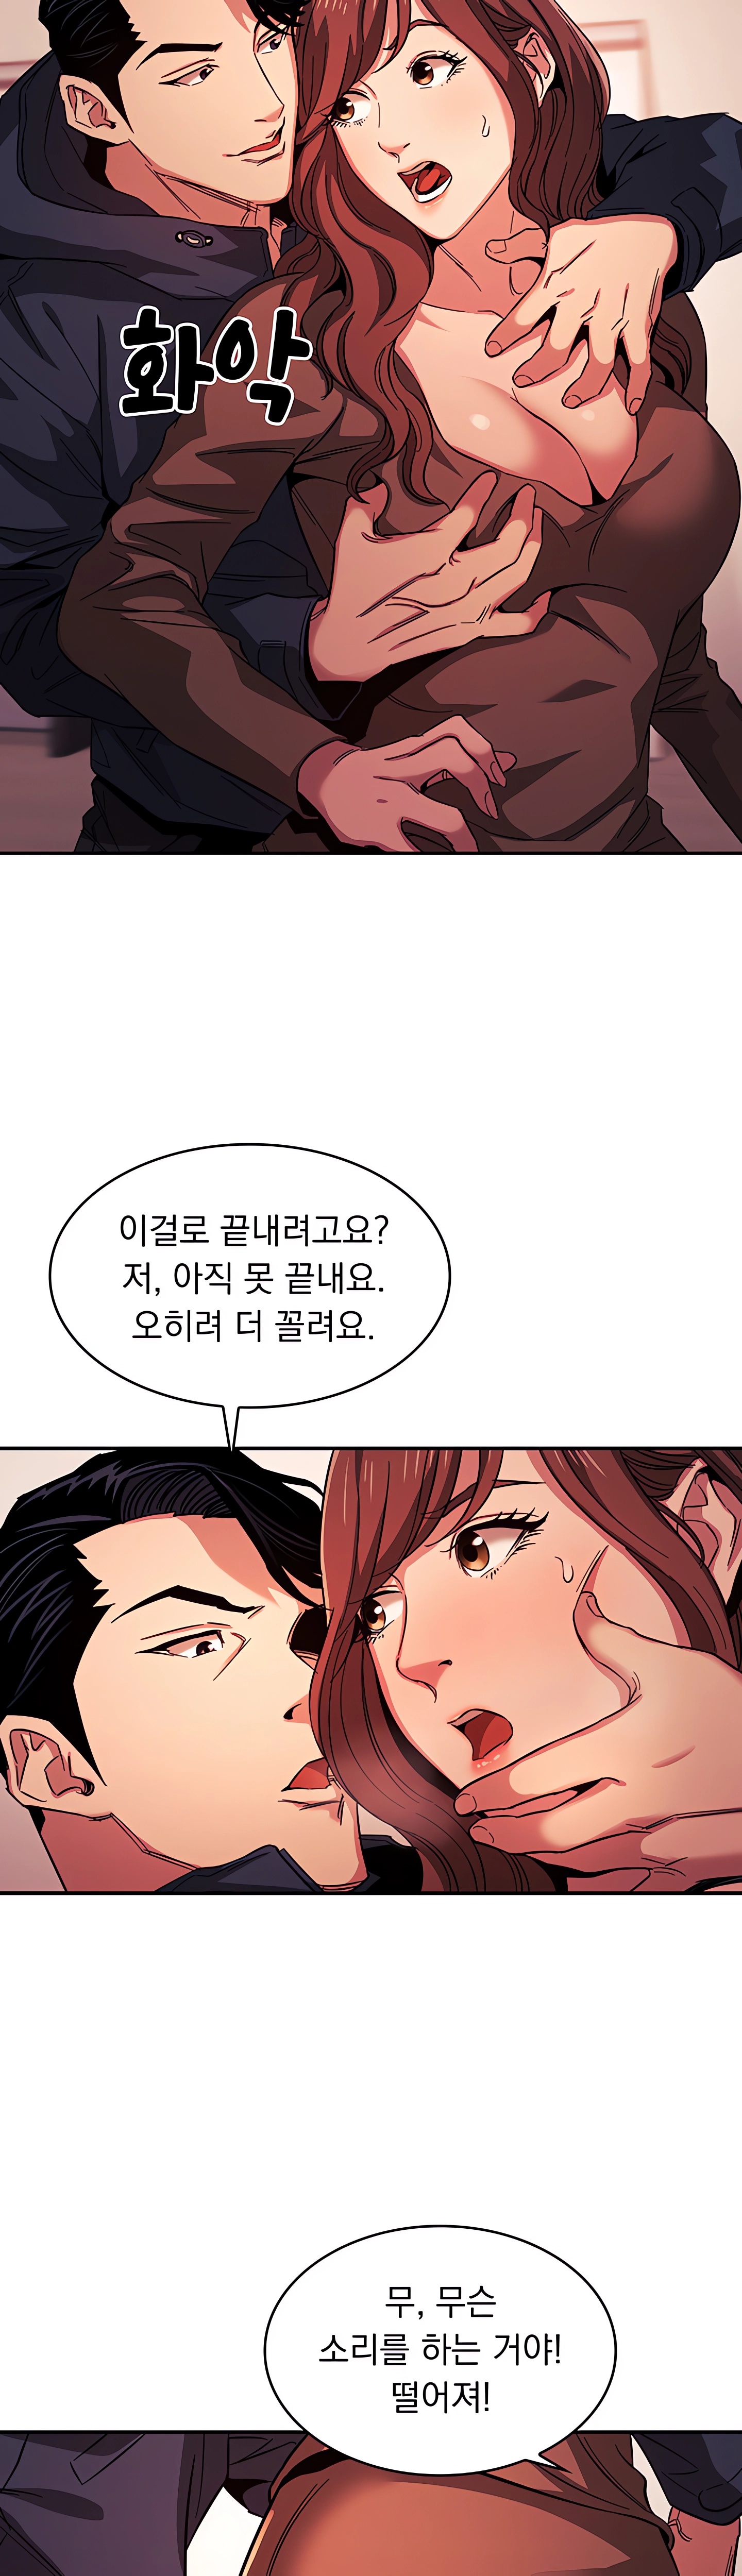 화악
이걸로 끝내려고요?
저, 아직 못 끝내요.
오히려 더 꼴려요.
무, 무슨
소리를 하는 거야!
떨어져!